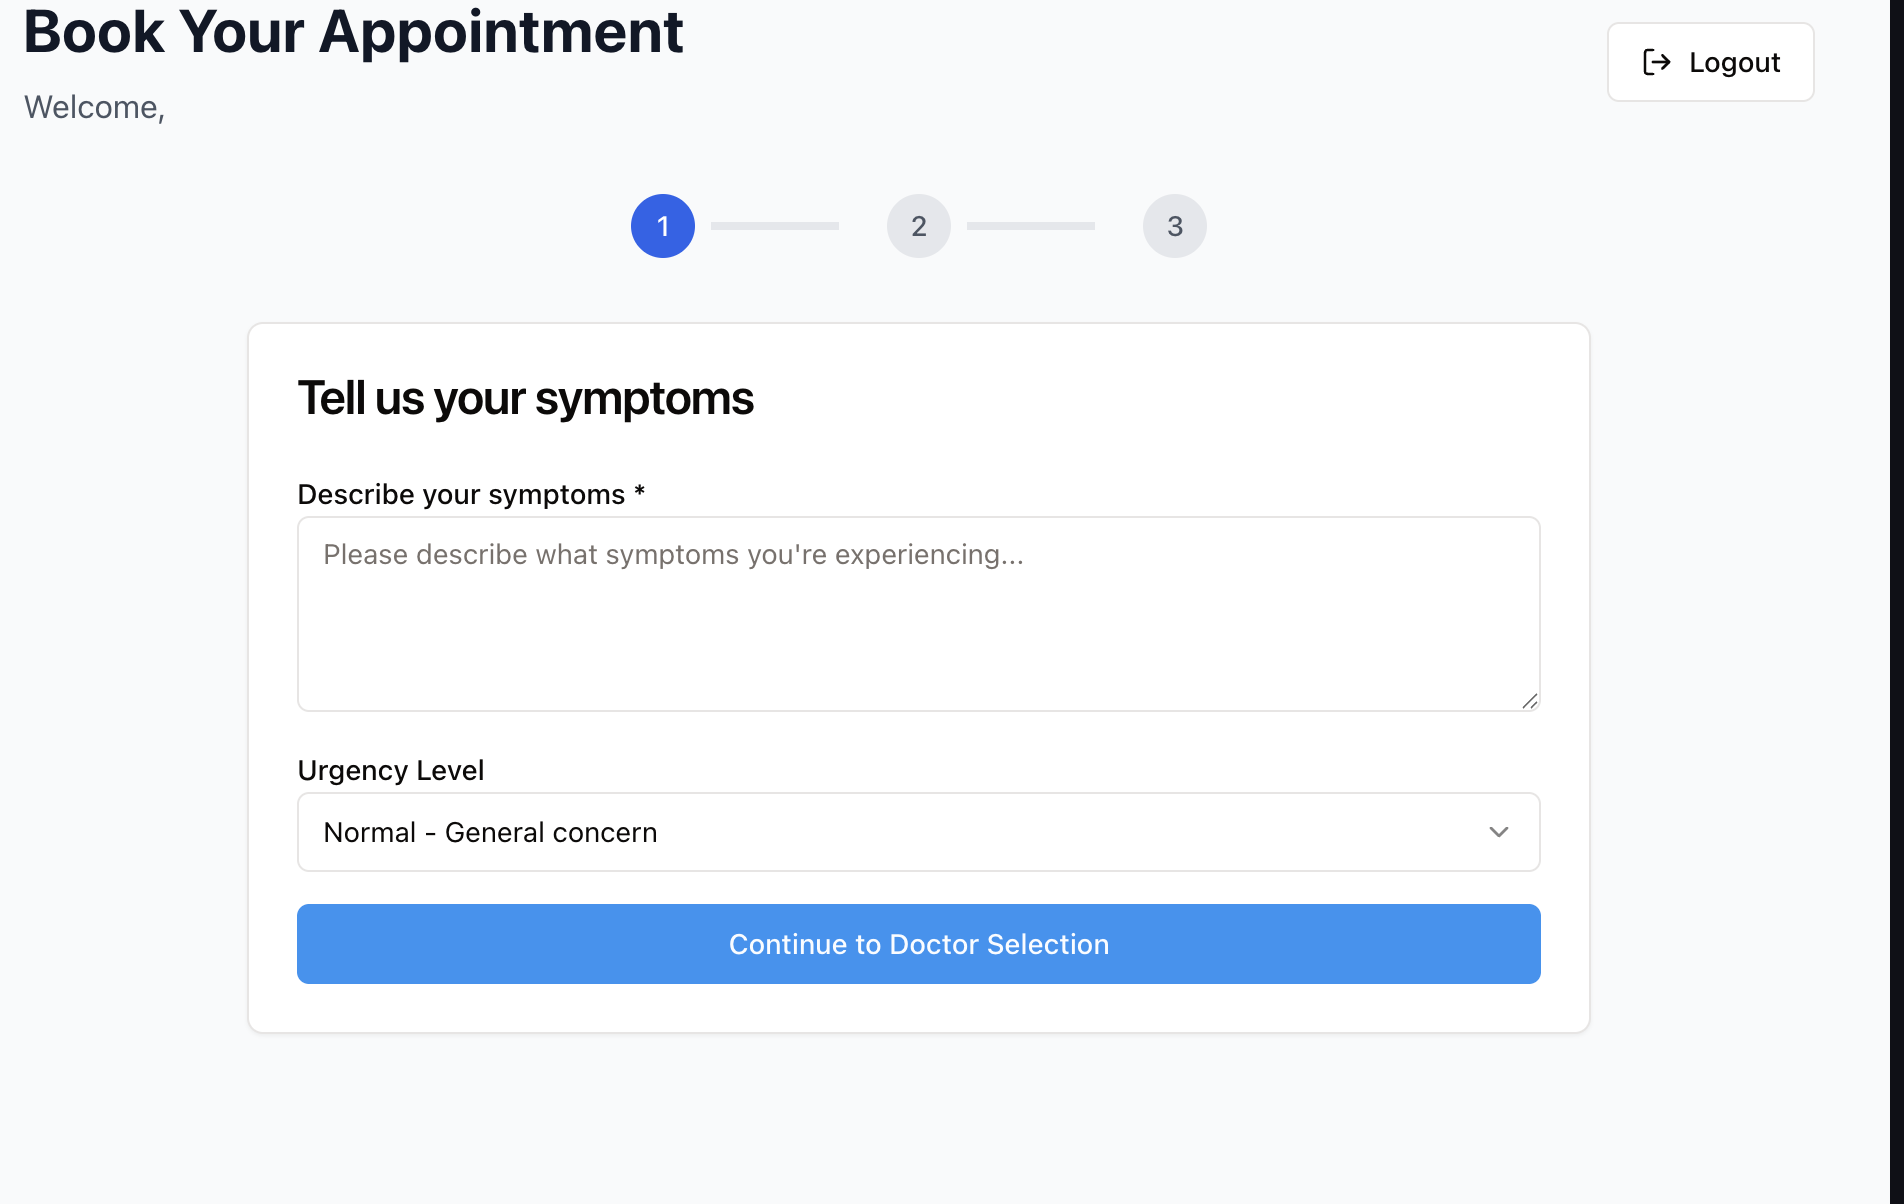 Book Your Appointment
Logout
Welcome,
1
2
3
Tell us your symptoms
Describe your symptoms *
Please describe what symptoms you're experiencing...
Urgency Level
Normal - General concern
Continue to Doctor Selection